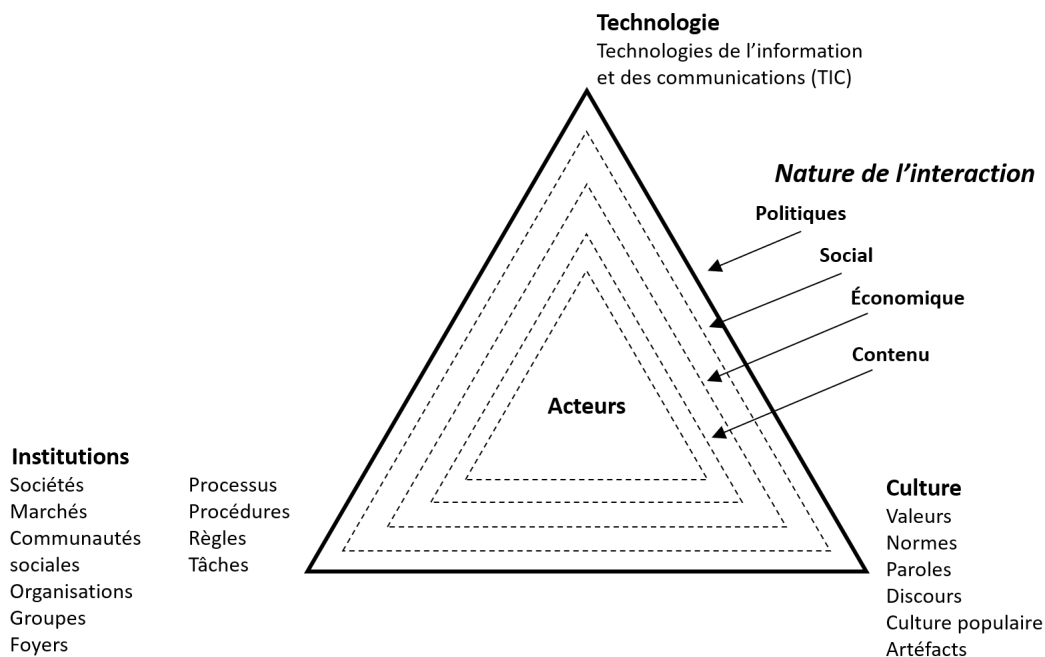 Technologie
Technologies de l’information
et des communications (TIC)
Nature de l’interaction
Politiques
Social
Économique
Contenu
Acteurs
Institutions
Sociétés
Marchés
Communautés
sociales
Organisations
Groupes
Foyers
Processus
Procédures
Règles
Tâches
Culture
Valeurs
Normes
Paroles
Discours
Culture populaire
Artéfacts